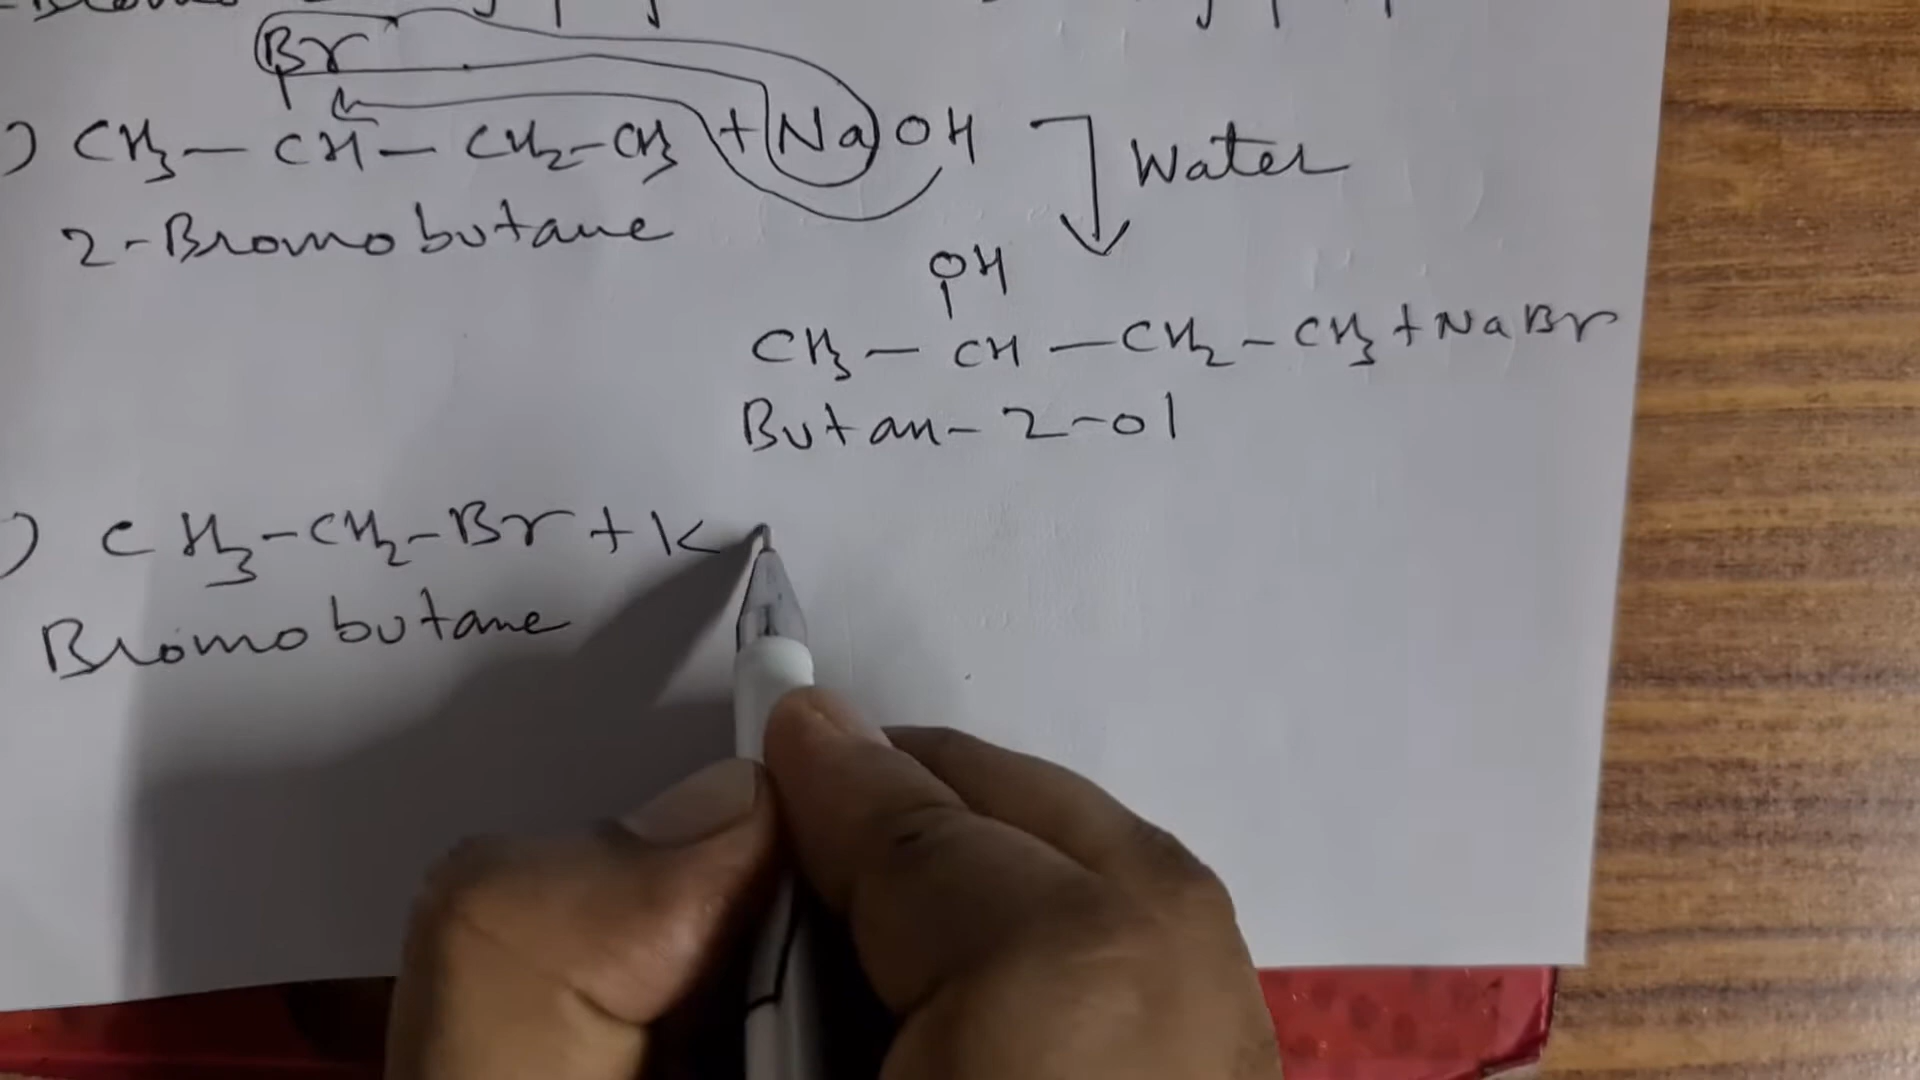 Br
) CH3 — CH — CH2 – CH3 + NaOH Water
2-Bromobutane
OH
CH3 — CH — CH2 – CH3 + NaBr
Butan-2-ol
) CH3-CH2-Br + K
Bromobutane